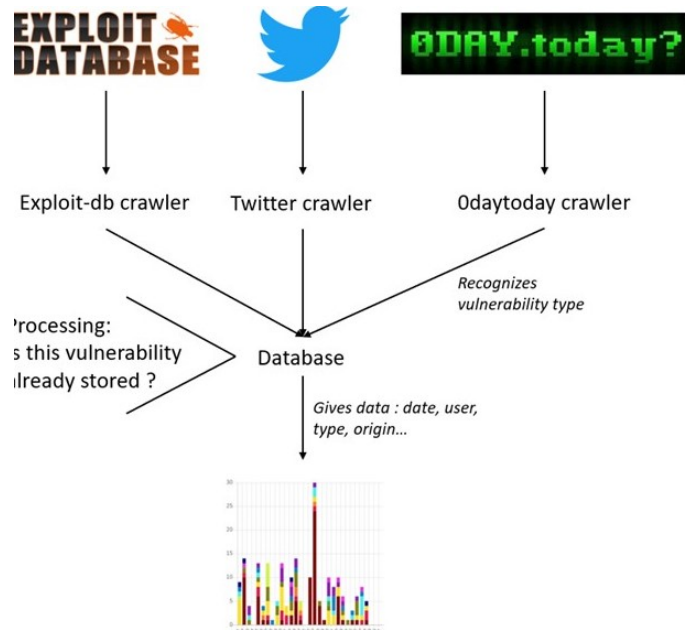 EXPLOIT
DATABASE
0DAY.today?
Exploit-db crawler
Twitter crawler
0daytoday crawler
Recognizes
vulnerability type
rocessing:
s this vulnerability
lready stored ?
Database
Gives data : date, user,
type, origin...
30
25
20
15
10
5
0